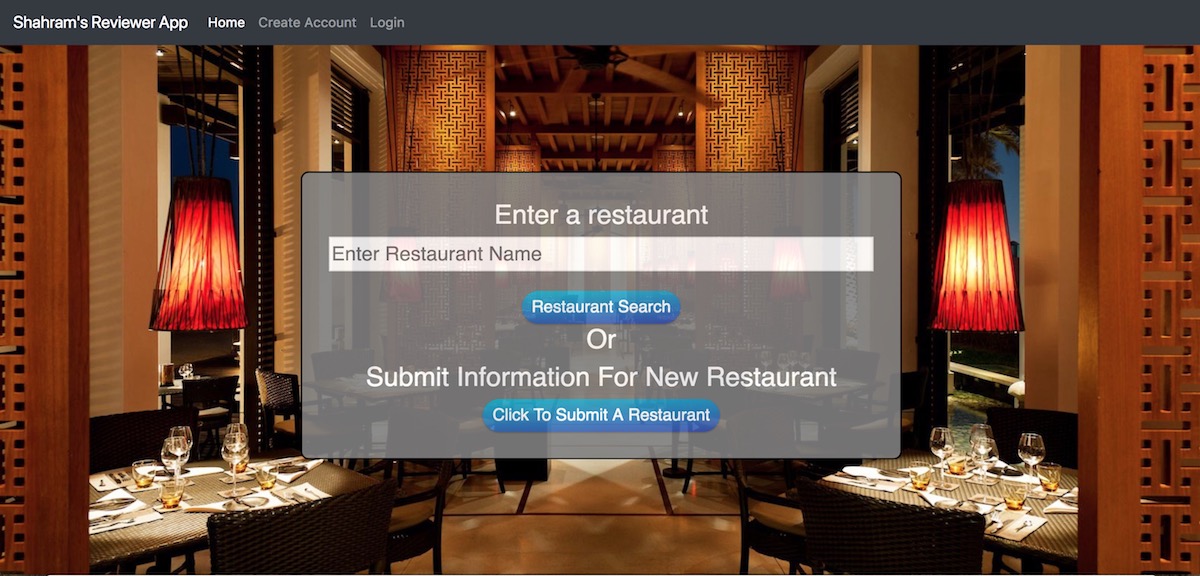 Shahram's Reviewer App Home Create Account Login
Enter a restaurant
Enter Restaurant Name
Restaurant Search
Or
Submit Information For New Restaurant
Click To Submit A Restaurant